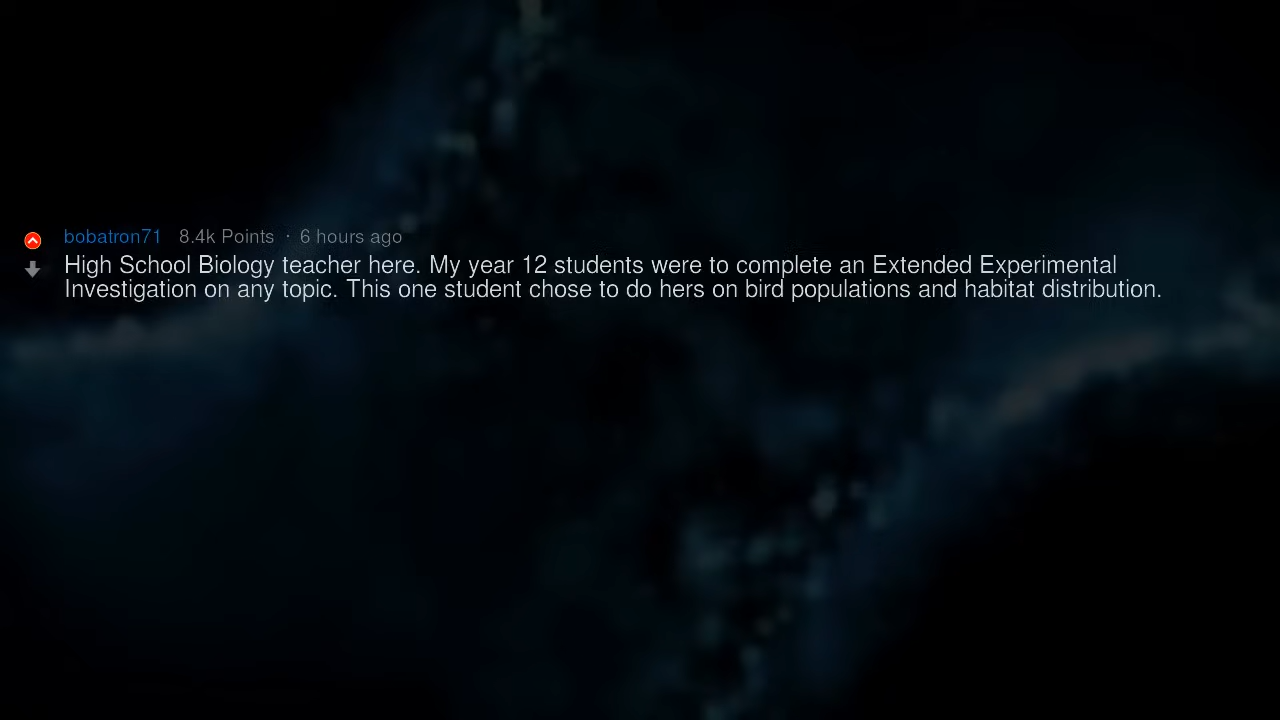 bobatron71 8.4k Points · 6 hours ago
High School Biology teacher here. My year 12 students were to complete an Extended Experimental
Investigation on any topic. This one student chose to do hers on bird populations and habitat distribution.